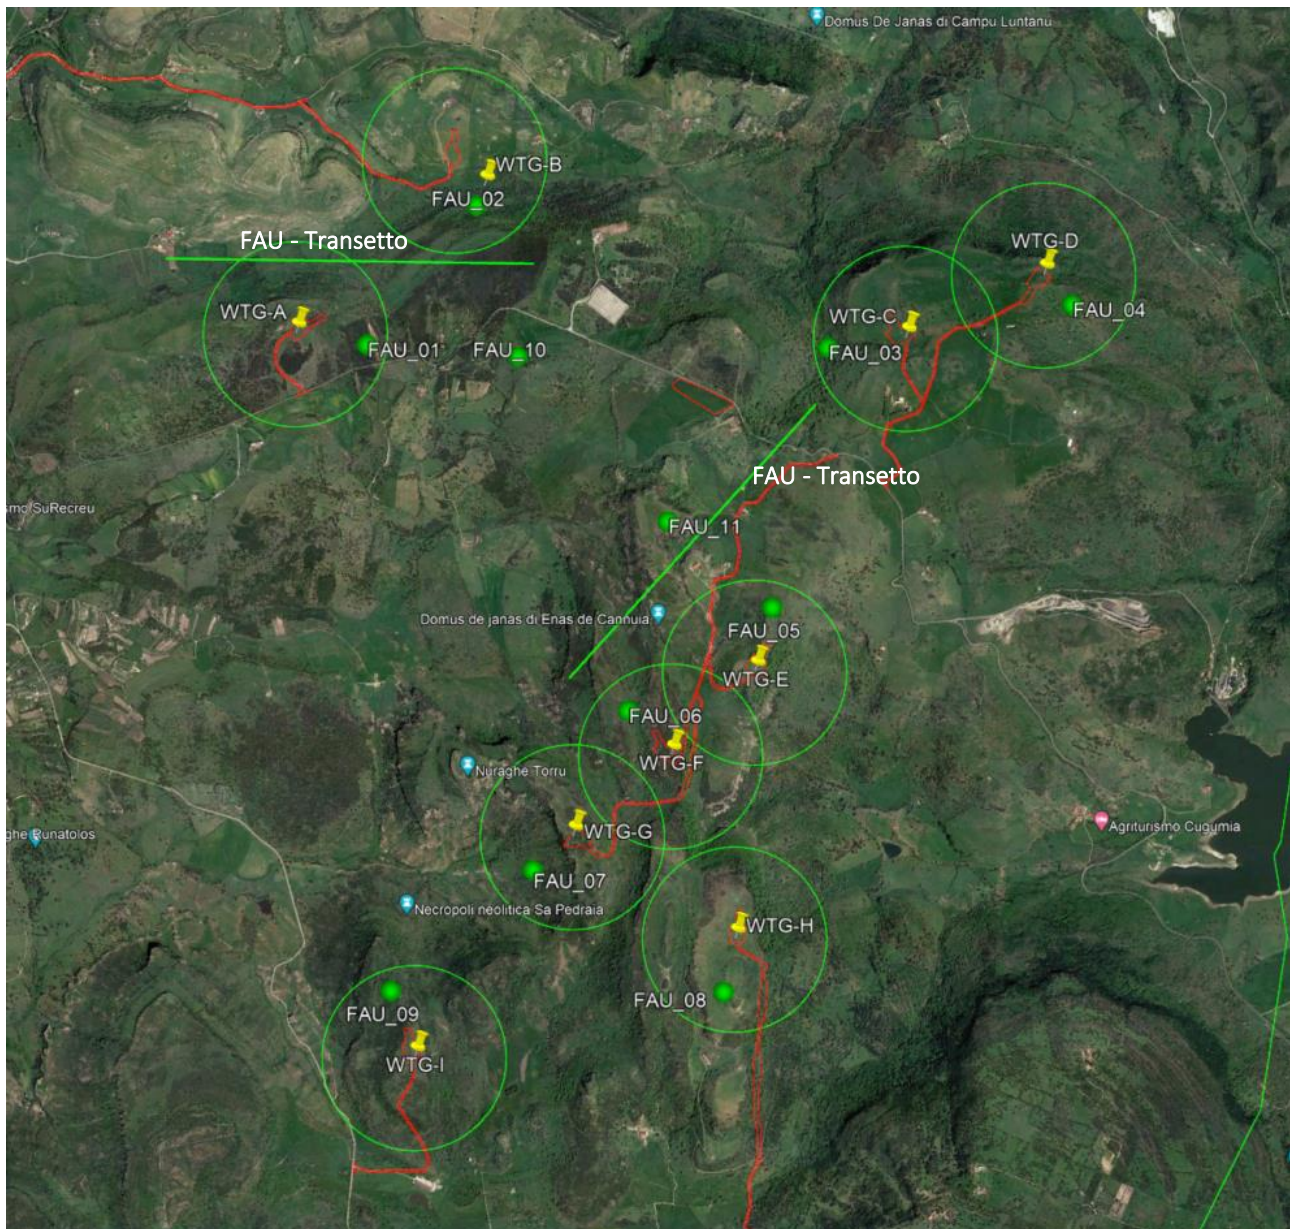 Domus De Janas di Campu Luntanu
WTG-B
FAU_02
FAU - Transetto
WTG-D
WTG-A
WTG-C
FAU_04
FAU_01
FAU_10
FAU_03
FAU - Transetto
smo SuRecreu
FAU_11
Domus de janas di Enas de Cannuia
FAU_05
WTG-E
FAU_06
WTG-F
Nuraghe Torru
WTG-G
Agriturismo Cugumia
ghe Runatolos
FAU_07
Necropoli neolitica Sa Pedraia
WTG-H
FAU_08
FAU_09
WTG-I